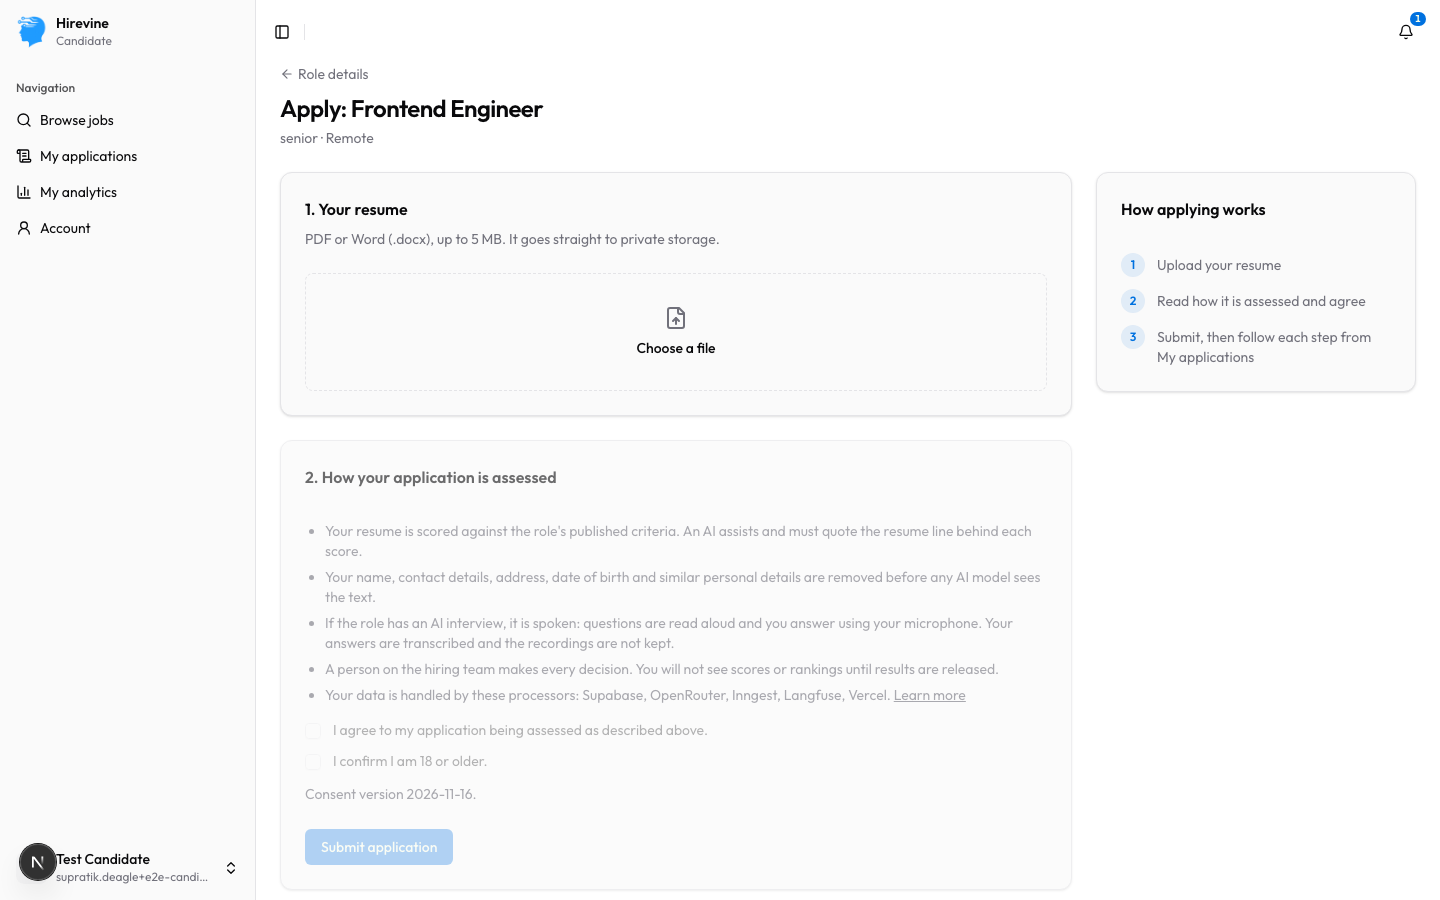 Hirevine
Candidate
1
Navigation
Browse jobs
My applications
My analytics
Account
Role details
Apply: Frontend Engineer
senior · Remote
1. Your resume
PDF or Word (.docx), up to 5 MB. It goes straight to private storage.
Choose a file
How applying works
1 Upload your resume
2 Read how it is assessed and agree
3 Submit, then follow each step from
My applications
2. How your application is assessed
• Your resume is scored against the role's published criteria. An AI assists and must quote the resume line behind each
score.
• Your name, contact details, address, date of birth and similar personal details are removed before any AI model sees
the text.
• If the role has an AI interview, it is spoken: questions are read aloud and you answer using your microphone. Your
answers are transcribed and the recordings are not kept.
• A person on the hiring team makes every decision. You will not see scores or rankings until results are released.
• Your data is handled by these processors: Supabase, OpenRouter, Inngest, Langfuse, Vercel. Learn more
I agree to my application being assessed as described above.
I confirm I am 18 or older.
Consent version 2026-11-16.
Submit application
N
Test Candidate
supratik.deagle+e2e-candi...